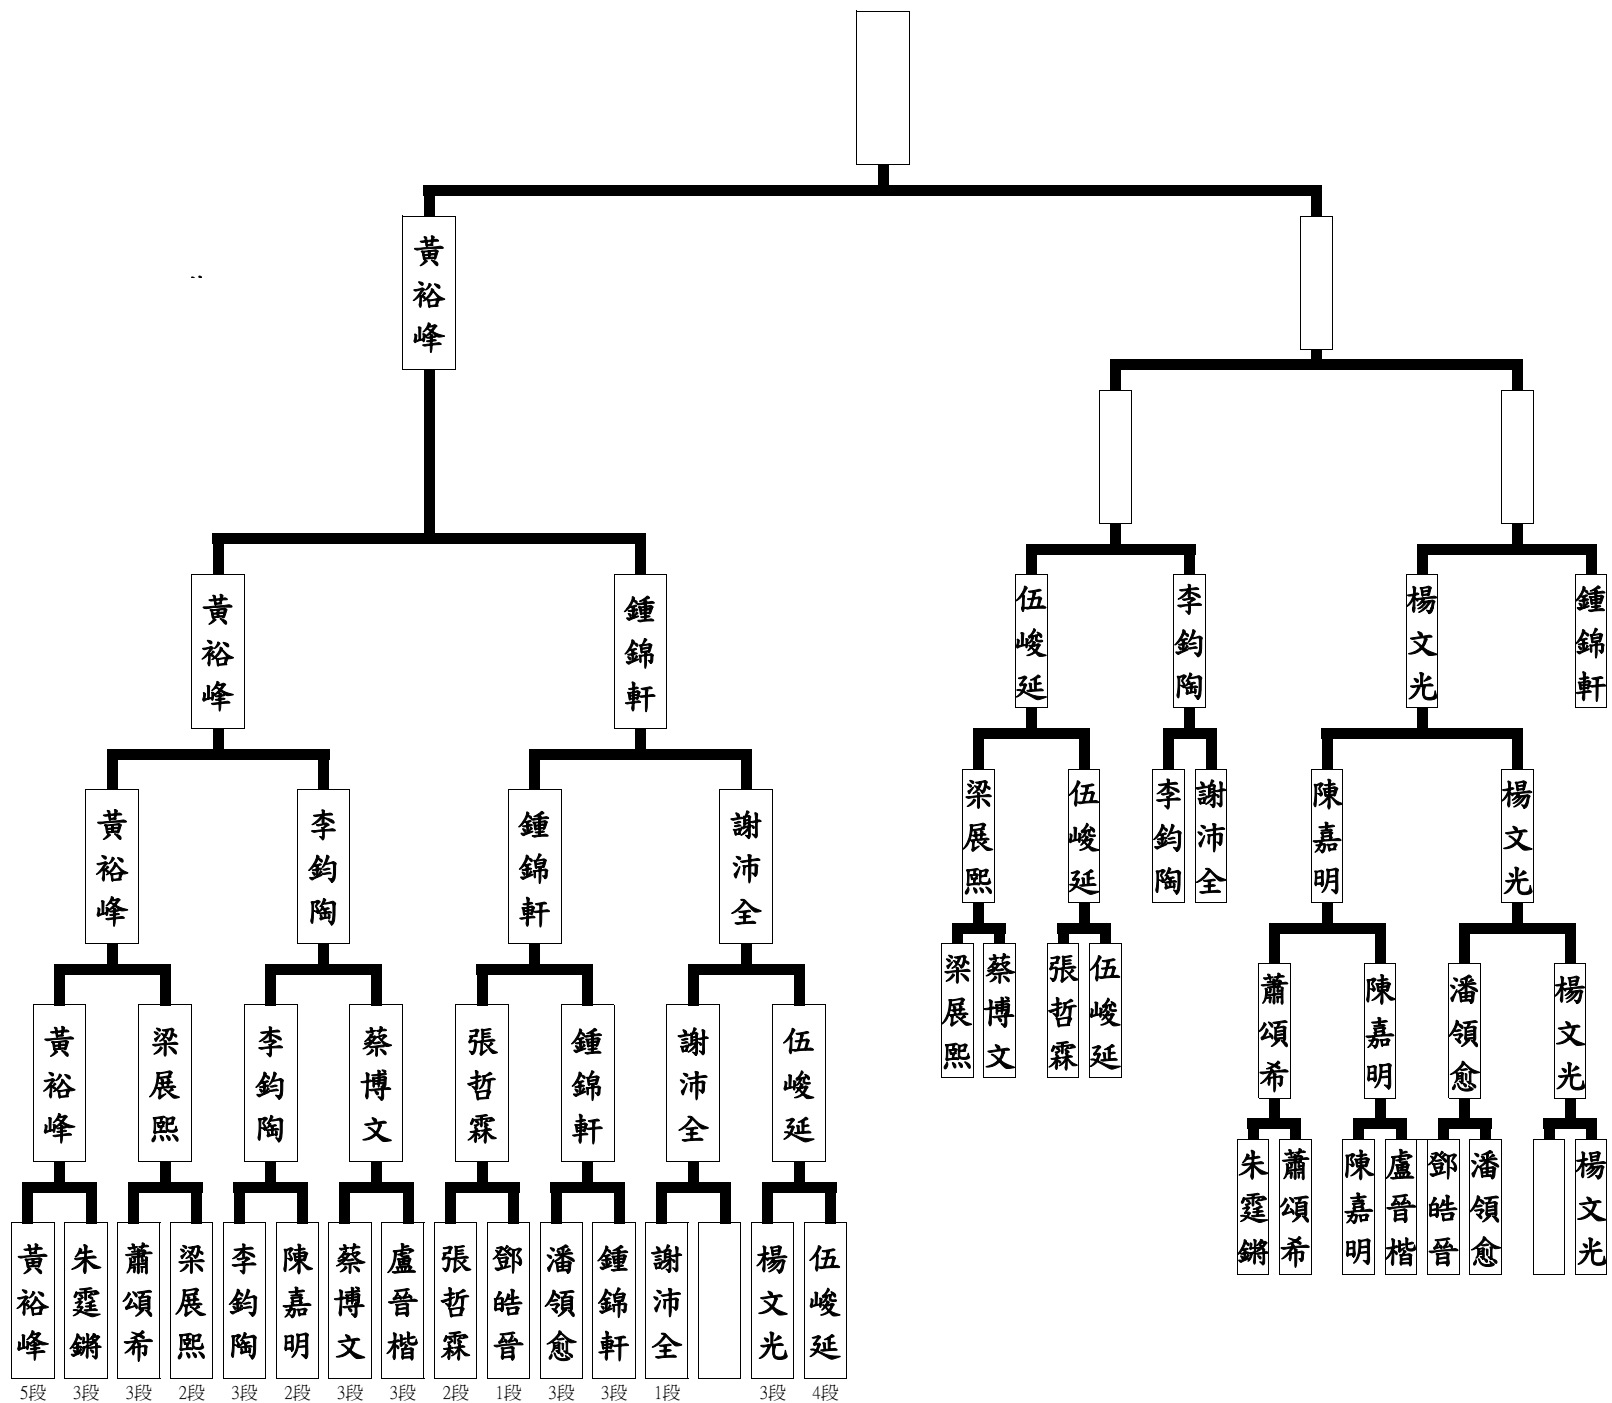 黃裕峰
伍峻延
李鈞陶
楊文光
鍾錦軒
黃裕峰
鍾錦軒
梁展熙
伍峻延
李鈞陶
謝沛全
陳嘉明
楊文光
黃裕峰
李鈞陶
鍾錦軒
謝沛全
梁展熙
蔡博文
張哲霖
伍峻延
蕭頌希
陳嘉明
潘領愈
楊文光
黃裕峰
梁展熙
李鈞陶
蔡博文
張哲霖
鍾錦軒
謝沛全
伍峻延
朱霆鏘
蕭頌希
陳嘉明
盧晉楷
鄧皓晉
潘領愈
楊文光
黃裕峰
朱霆鏘
蕭頌希
梁展熙
李鈞陶
陳嘉明
蔡博文
盧晉楷
張哲霖
鄧皓晉
潘領愈
鍾錦軒
謝沛全
楊文光
伍峻延
5段
3段
3段
2段
3段
2段
3段
3段
2段
1段
3段
3段
1段
3段
4段